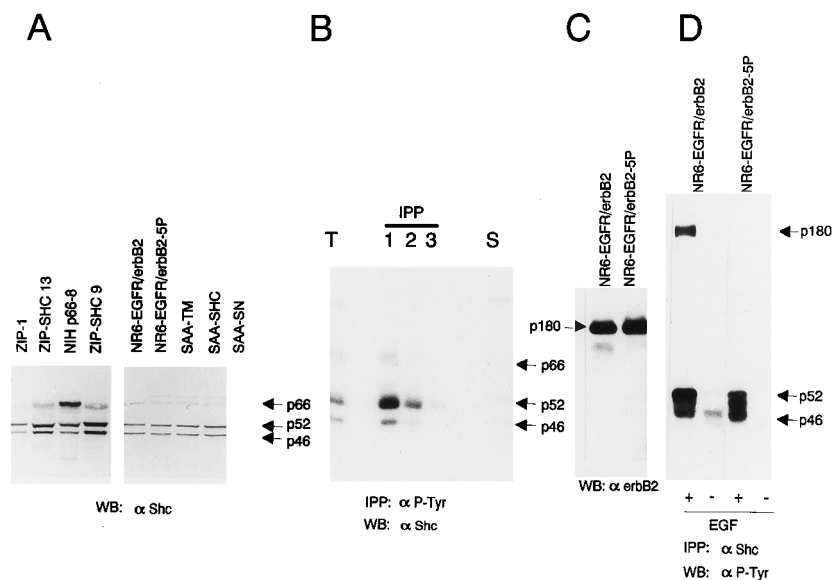 A
ZIP-1
ZIP-SHC 13
NIH p66-8
ZIP-SHC 9
NR6-EGFR/erbB2
NR6-EGFR/erbB2-5P
SAA-TM
SAA-SHC
SAA-SN
p66
p52
p46
WB: α Shc
B
IPP
T 1 2 3 S
p66
p52
p46
IPP: α P-Tyr
WB: α Shc
C
NR6-EGFR/erbB2
NR6-EGFR/erbB2-5P
p180
WB: α erbB2
D
NR6-EGFR/erbB2
NR6-EGFR/erbB2-5P
p180
p52
p46
+ - + -
EGF
IPP: α Shc
WB: α P-Tyr